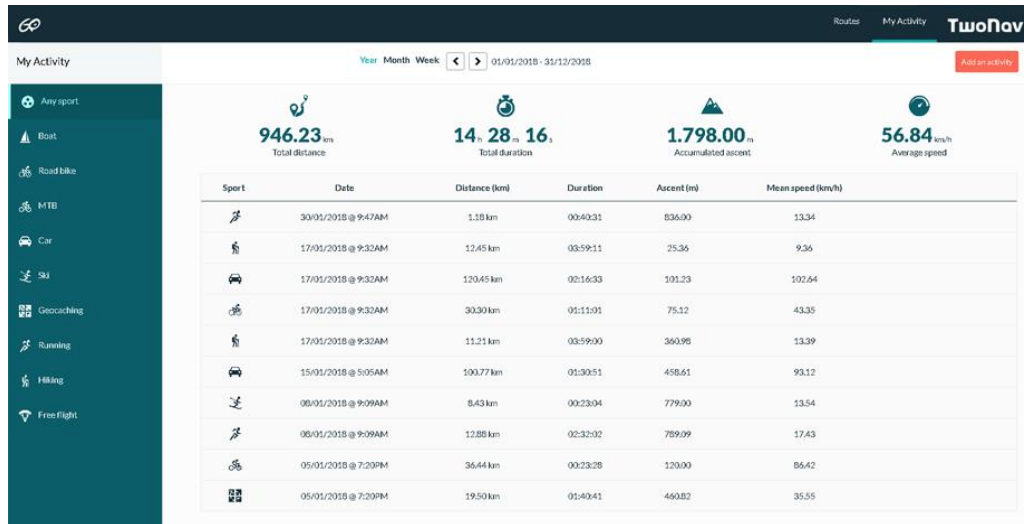 GO
Routes My Activity TwoNav
My Activity
Year Month Week 01/01/2018 - 31/12/2018
Add an activity
Any sport
Boat
Road bike
MTB
Car
Ski
Geocaching
Running
Hiking
Free flight
946.23 km
Total distance
14 h 28 m 16 s
Total duration
1.798.00 m
Accumulated ascent
56.84 km/h
Average speed
Sport Date Distance (km) Duration Ascent (m) Mean speed (km/h)
30/01/2018 @ 9:47AM 1.18 km 00:40:31 836.00 13.34
17/01/2018 @ 9:32AM 12.45 km 03:59:11 25.36 9.36
17/01/2018 @ 9:32AM 120.45 km 02:16:33 101.23 102.64
17/01/2018 @ 9:32AM 30.30 km 01:11:01 75.12 43.35
17/01/2018 @ 9:32AM 11.21 km 03:59:00 360.98 13.39
15/01/2018 @ 5:05AM 100.77 km 01:30:51 458.61 93.12
08/01/2018 @ 9:09AM 8.43 km 00:23:04 779.00 13.54
08/01/2018 @ 9:09AM 12.88 km 02:32:02 789.09 17.43
05/01/2018 @ 7:20PM 36.44 km 00:23:28 120.00 86.42
05/01/2018 @ 7:20PM 19.50 km 01:40:41 460.82 35.55